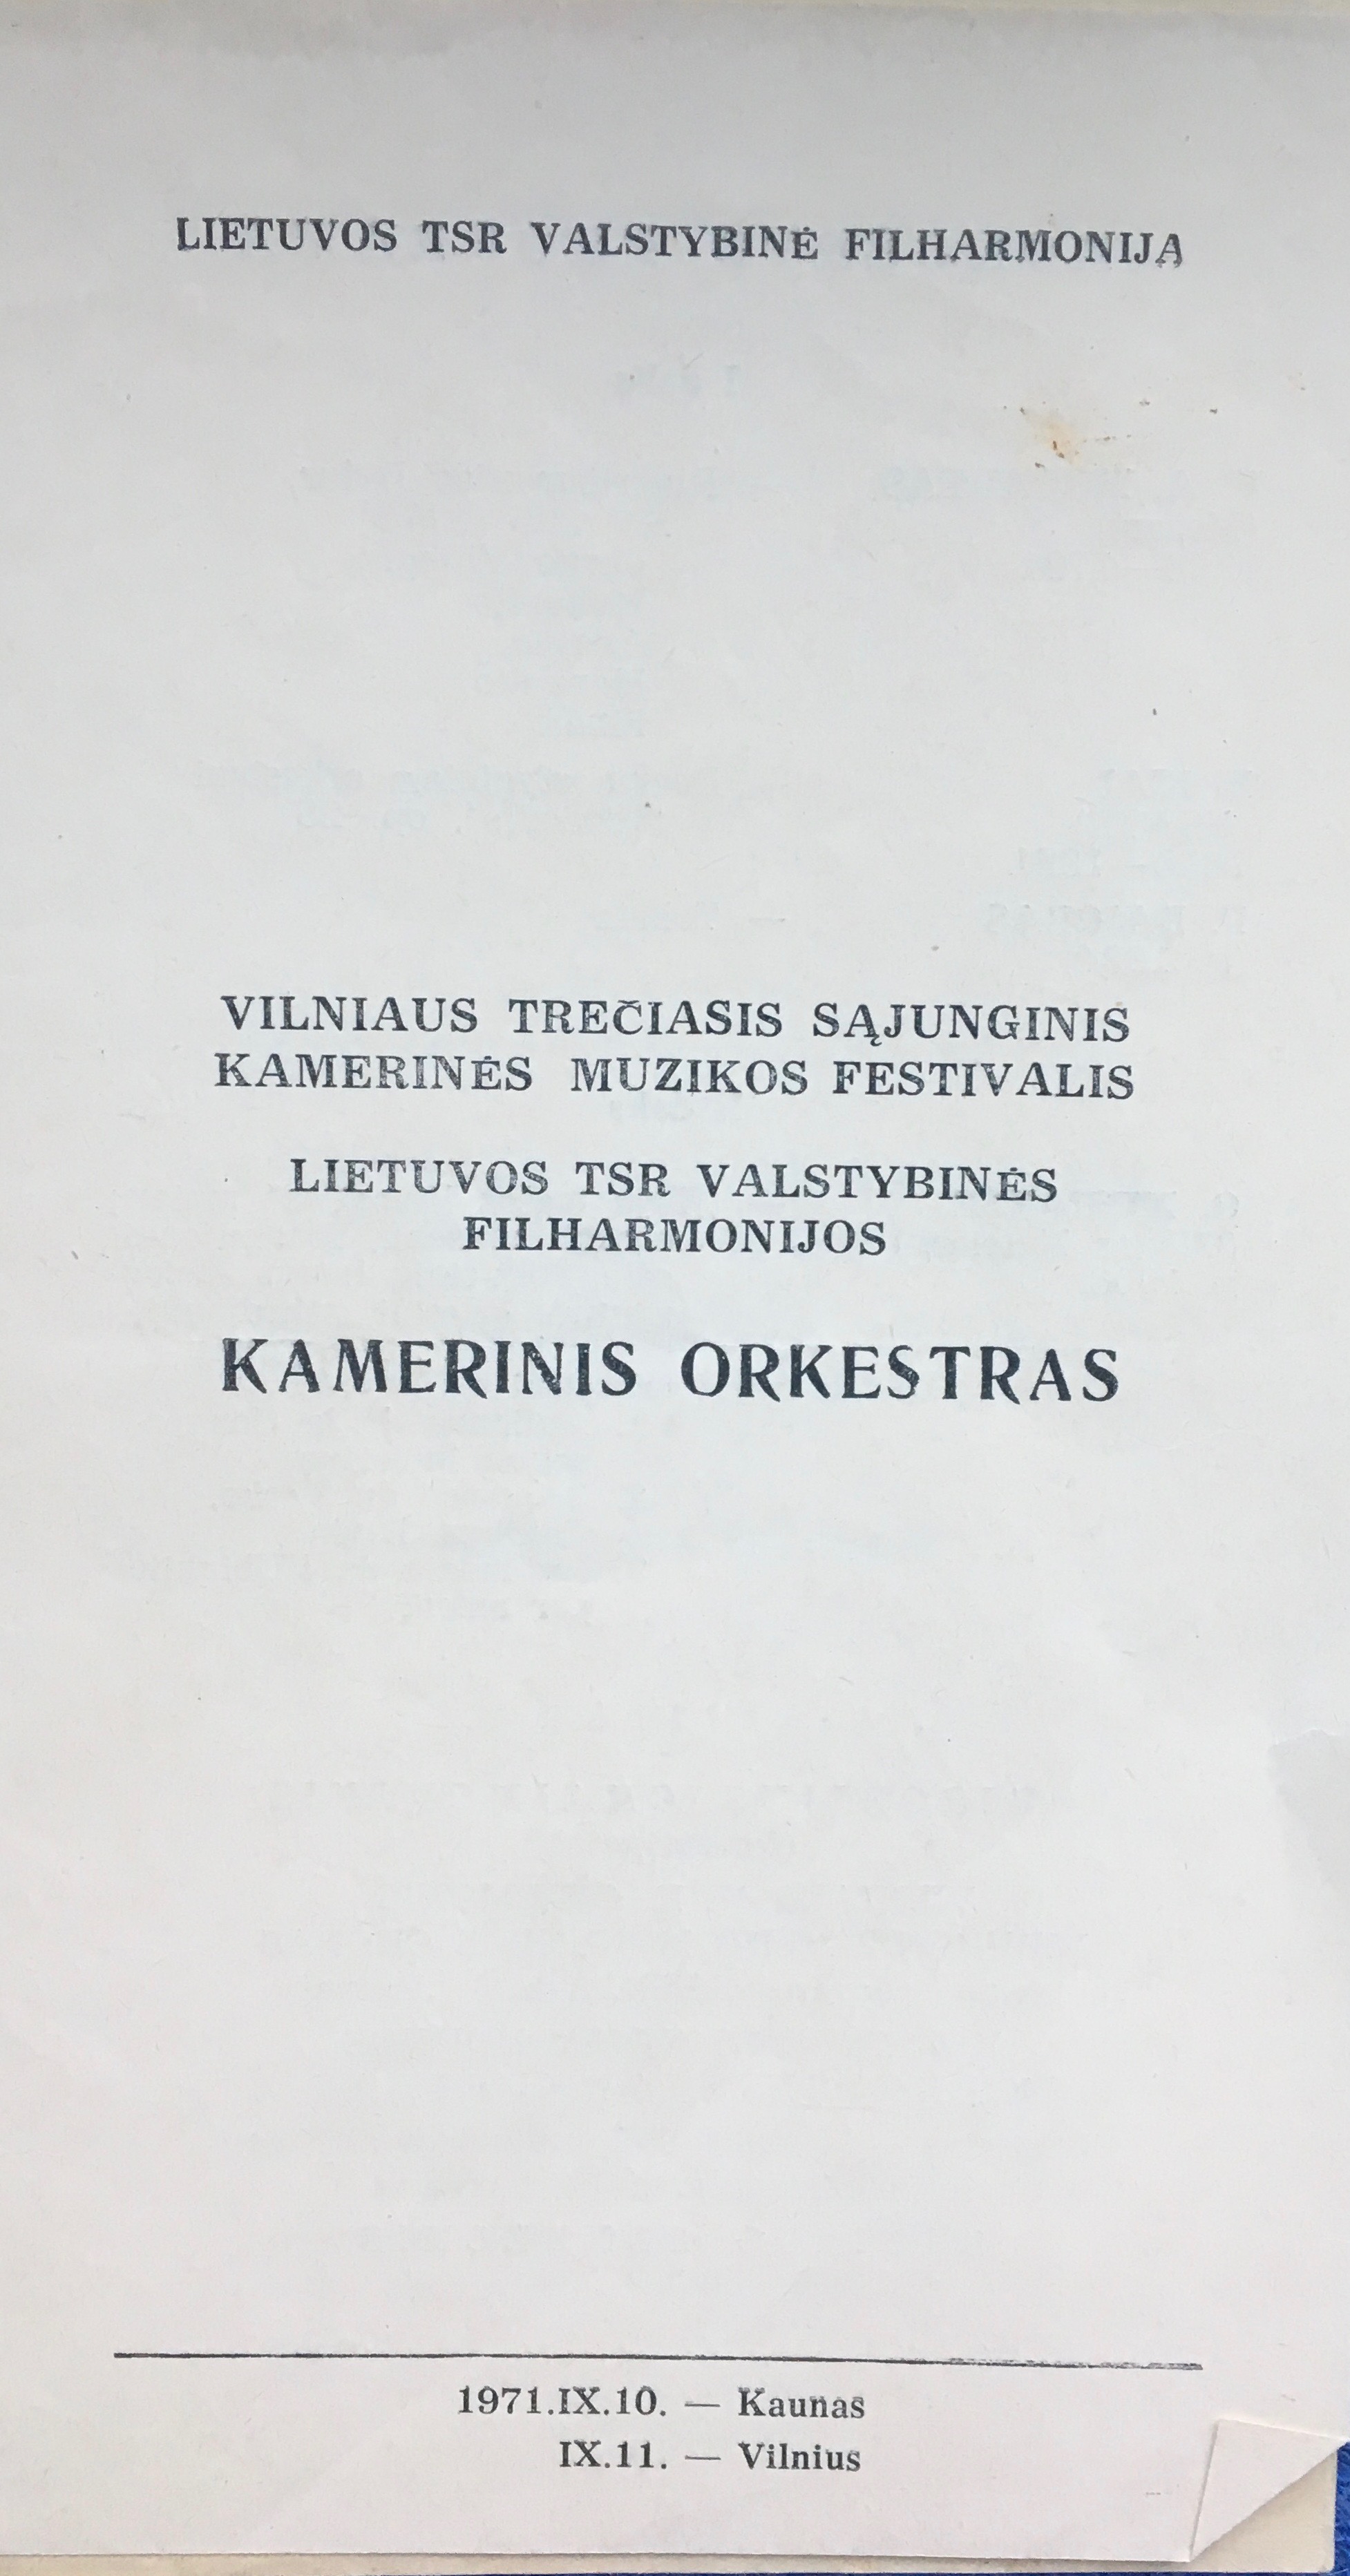 LIETUVOS TSR VALSTYBINĖ FILHARMONIJA
VILNIAUS TREČIASIS SĄJUNGINIS
KAMERINĖS MUZIKOS FESTIVALIS
LIETUVOS TSR VALSTYBINĖS
FILHARMONIJOS
KAMERINIS ORKESTRAS
1971.IX.10. — Kaunas
IX.11. — Vilnius